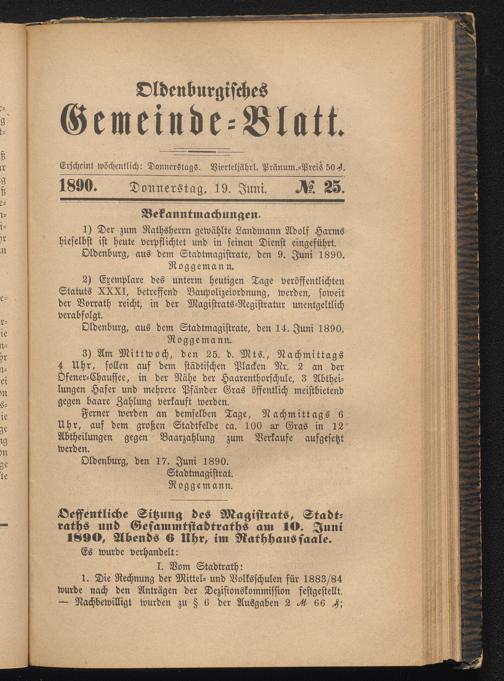 Oldenburgisches
Gemeinde-Blatt.
Erscheint wöchentlich: Donnerstags. Vierteljährl. Pränum.-Preis 50 ₰.
1890. Donnerstag, 19. Juni. №. 25.
Bekanntmachungen.
1) Der zum Rathsherrn gewählte Landmann Adolf Harms
hieselbst ist heute verpflichtet und in seinen Dienst eingeführt.
Oldenburg, aus dem Stadtmagistrate, den 9. Juni 1890.
Roggemann.
2) Exemplare des unterm heutigen Tage veröffentlichten
Statuts XXXI, betreffend Baupolizeiordnung, werden, soweit
der Vorrath reicht, in der Magistrats-Registratur unentgeltlich
verabfolgt.
Oldenburg, aus dem Stadtmagistrate, den 14. Juni 1890.
Roggemann.
3) Am Mittwoch, den 25. d. Mts., Nachmittags
4 Uhr, sollen auf dem städtischen Placken Nr. 2 an der
Ofener-Chaussee, in der Nähe der Haarenthorschule, 3 Abthei-
lungen Hafer und mehrere Pfänder Gras öffentlich meistbietend
gegen baare Zahlung verkauft werden.
Ferner werden an demselben Tage, Nachmittags 6
Uhr, auf dem großen Stadtfelde ca. 100 ar Gras in 12
Abtheilungen gegen Baarzahlung zum Verkaufe aufgesetzt
werden.
Oldenburg, den 17. Juni 1890.
Stadtmagistrat.
Roggemann.
Oeffentliche Sitzung des Magistrats, Stadt-
raths und Gesammtstadtraths am 10. Juni
1890, Abends 6 Uhr, im Rathhaussaale.
Es wurde verhandelt:
I. Vom Stadtrath:
1. Die Rechnung der Mittel- und Volksschulen für 1883/84
wurde nach den Anträgen der Dezisionskommission festgestellt.
— Nachbewilligt wurden zu § 6 der Ausgaben 2 ℳ 66 ₰;